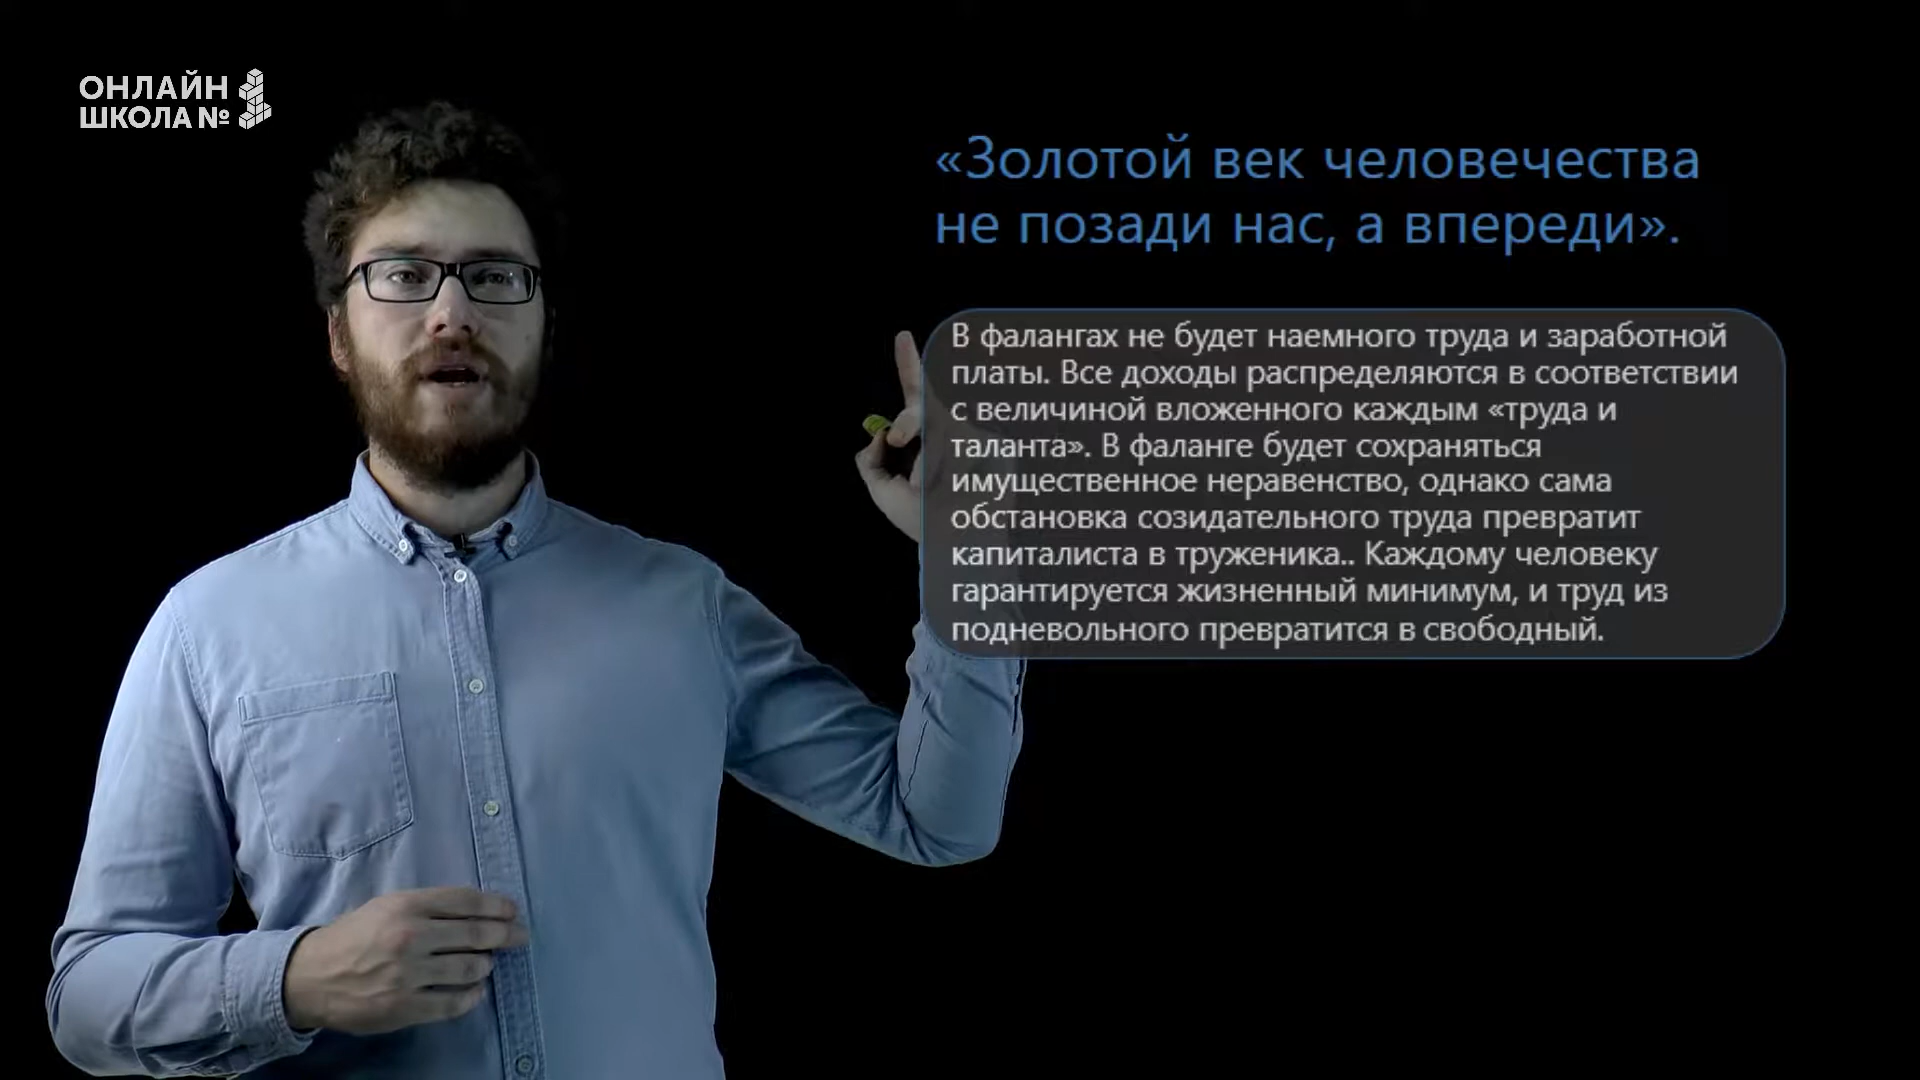 ОНЛАЙН
ШКОЛА №
«Золотой век человечества
не позади нас, а впереди».
В фалангах не будет наемного труда и заработной
платы. Все доходы распределяются в соответствии
с величиной вложенного каждым «труда и
таланта». В фаланге будет сохраняться
имущественное неравенство, однако сама
обстановка созидательного труда превратит
капиталиста в труженика.. Каждому человеку
гарантируется жизненный минимум, и труд из
подневольного превратится в свободный.